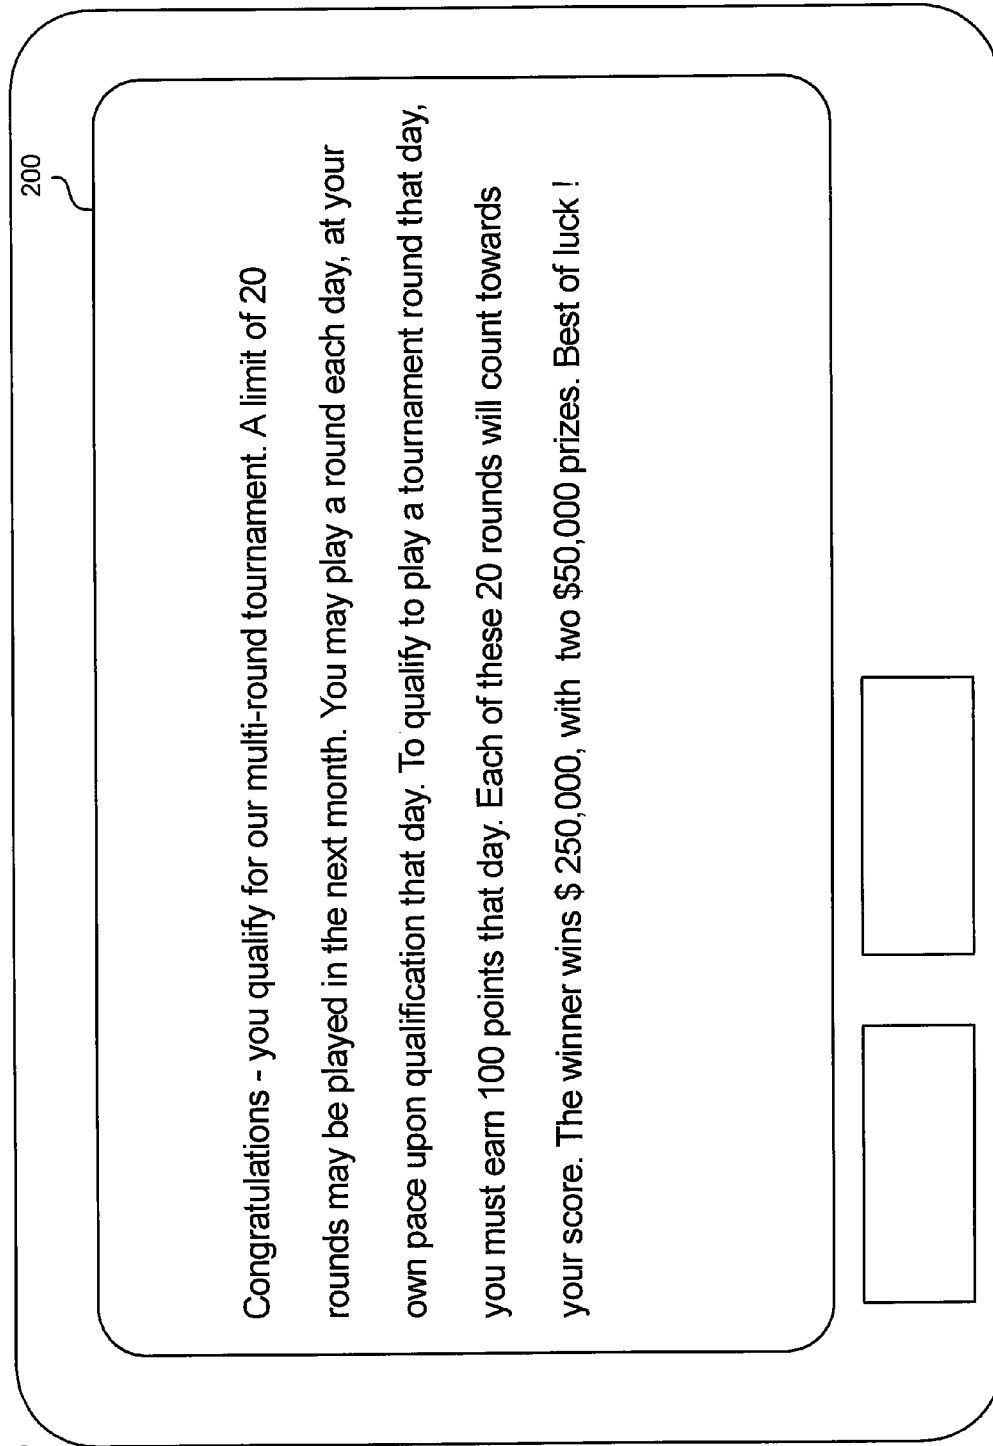 200
Congratulations - you qualify for our multi-round tournament. A limit of 20
rounds may be played in the next month. You may play a round each day, at your
own pace upon qualification that day. To qualify to play a tournament round that day,
you must earn 100 points that day. Each of these 20 rounds will count towards
your score. The winner wins $ 250,000, with two $50,000 prizes. Best of luck !